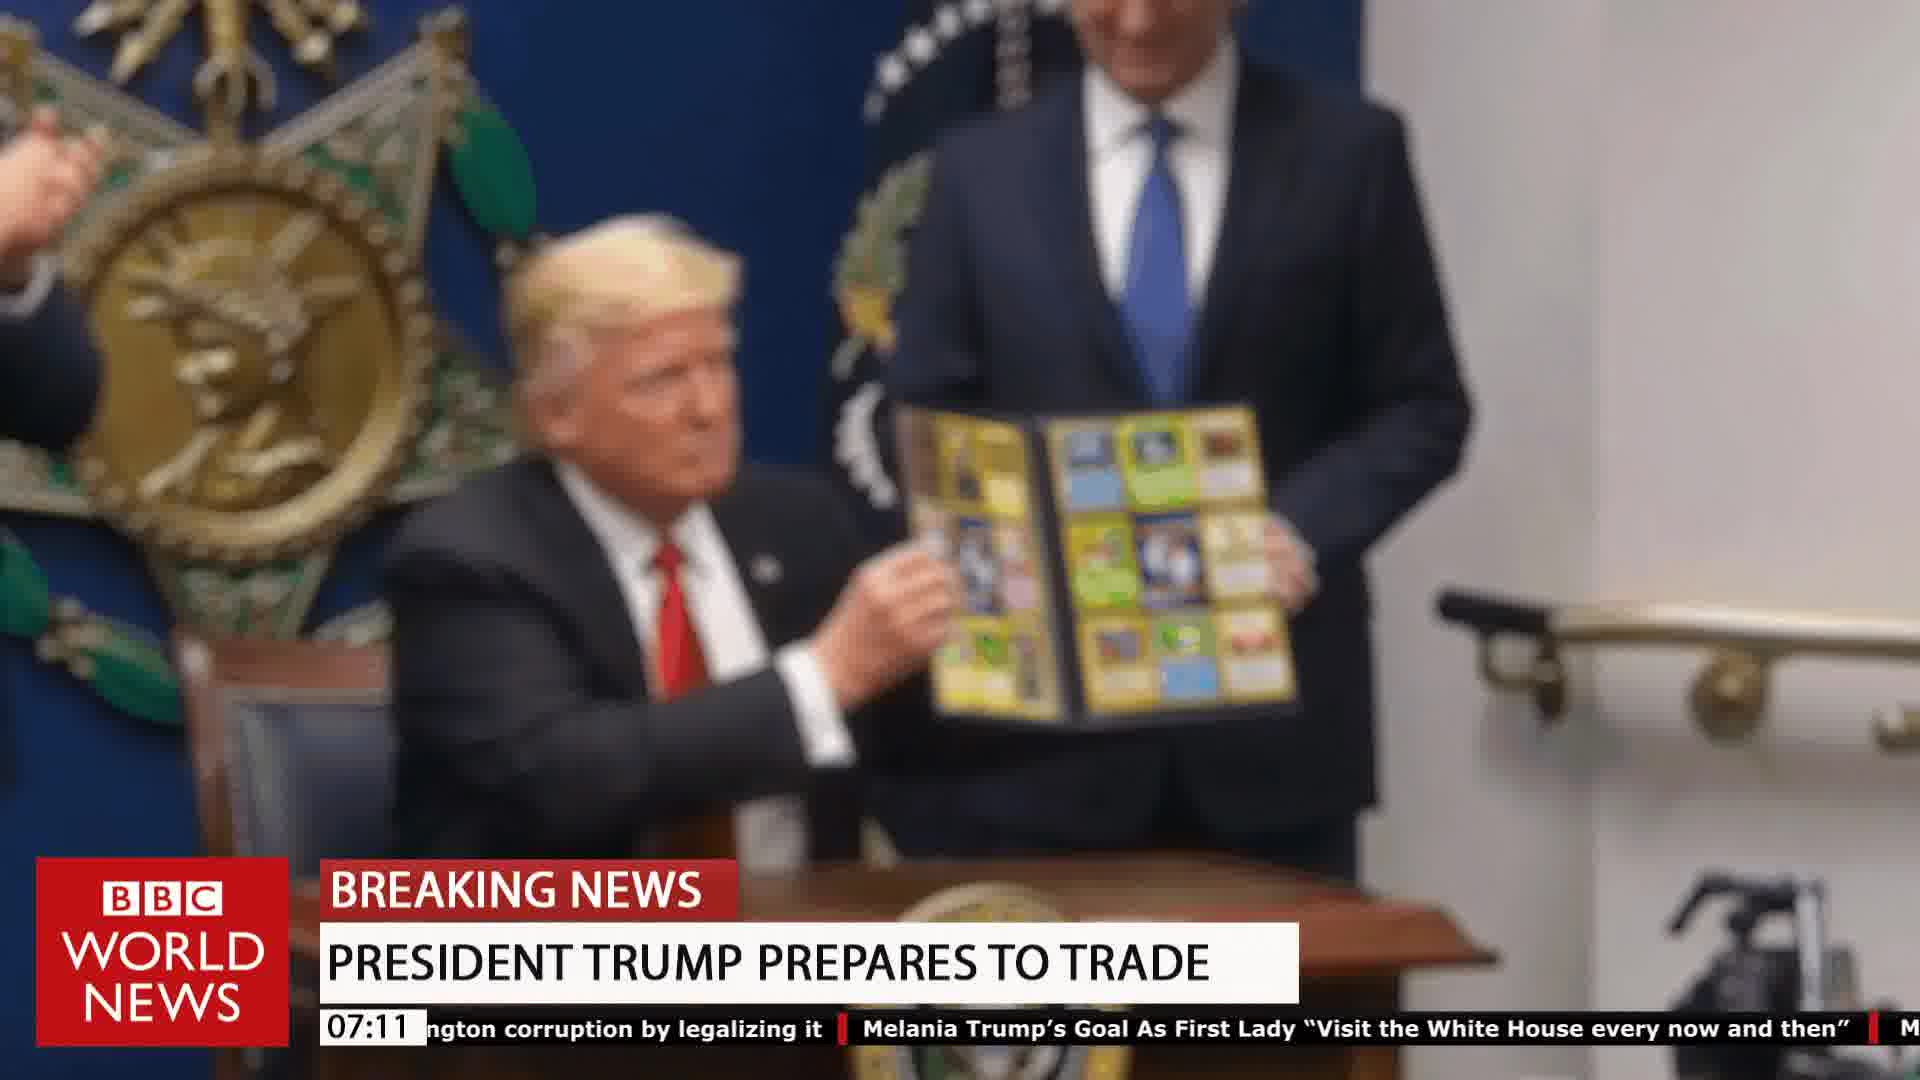 BREAKING NEWS
BBC
WORLD
NEWS
PRESIDENT TRUMP PREPARES TO TRADE
07:11 ngton corruption by legalizing it | Melania Trump’s Goal As First Lady “Visit the White House every now and then” | M